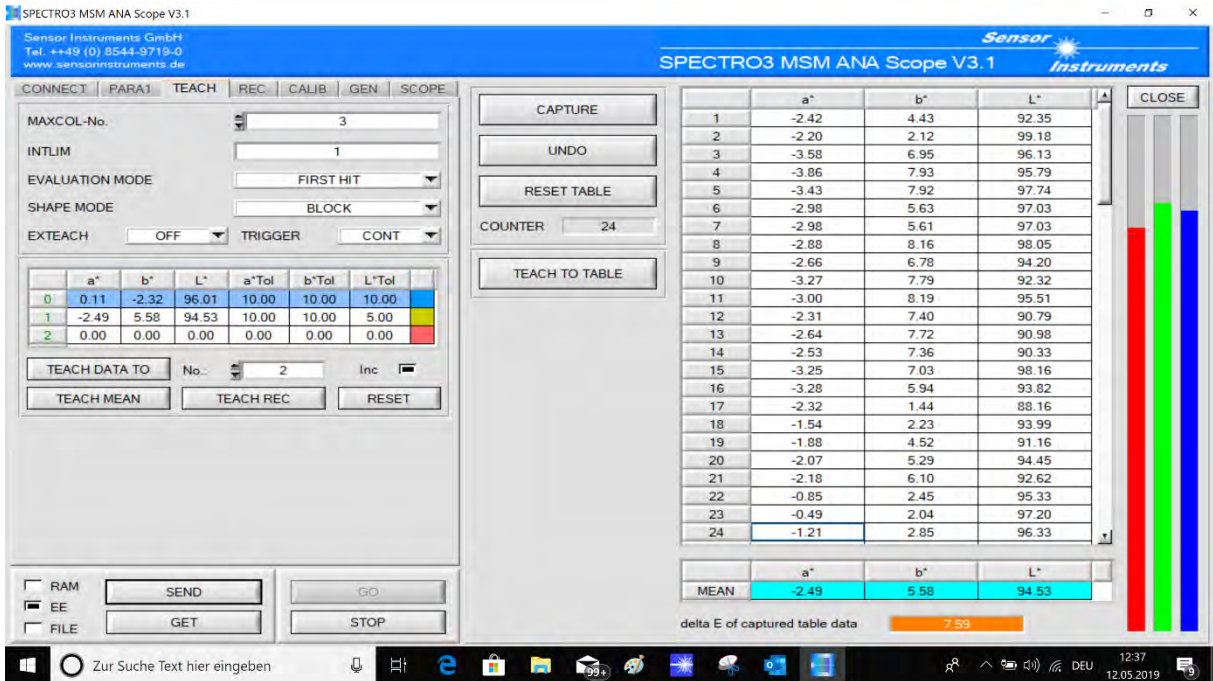 SPECTRO3 MSM ANA Scope V3.1
Sensor Instruments GmbH
Tel. ++49 (0) 8544-9719-0
www.sensorinstruments.de
SPECTRO3 MSM ANA Scope V3.1
Sensor
Instruments
CONNECT PARA1 TEACH REC CALIB GEN SCOPE
MAXCOL-No. 3
INTLIM 1
EVALUATION MODE FIRST HIT
SHAPE MODE BLOCK
EXTEACH OFF TRIGGER CONT
a* b* L* a*Tol b*Tol L*Tol
0 0.11 -2.32 96.01 10.00 10.00 10.00
1 -2.49 5.58 94.53 10.00 10.00 5.00
2 0.00 0.00 0.00 0.00 0.00 0.00
TEACH DATA TO No.: 2 Inc
TEACH MEAN TEACH REC RESET
RAM
EE
FILE
SEND GO
GET STOP
CAPTURE
UNDO
RESET TABLE
COUNTER 24
TEACH TO TABLE
a* b* L*
1 -2.42 4.43 92.35
2 -2.20 2.12 99.18
3 -3.58 6.95 96.13
4 -3.86 7.93 95.79
5 -3.43 7.92 97.74
6 -2.98 5.63 97.03
7 -2.98 5.61 97.03
8 -2.88 8.16 98.05
9 -2.66 6.78 94.20
10 -3.27 7.79 92.32
11 -3.00 8.19 95.51
12 -2.31 7.40 90.79
13 -2.64 7.72 90.98
14 -2.53 7.36 90.33
15 -3.25 7.03 98.16
16 -3.28 5.94 93.82
17 -2.32 1.44 88.16
18 -1.54 2.23 93.99
19 -1.88 4.52 91.16
20 -2.07 5.29 94.45
21 -2.18 6.10 92.62
22 -0.85 2.45 95.33
23 -0.49 2.04 97.20
24 -1.21 2.85 96.33
a* b* L*
MEAN -2.49 5.58 94.53
delta E of captured table data 7.59
CLOSE
Zur Suche Text hier eingeben
99+
DEU
12:37
12.05.2019
9